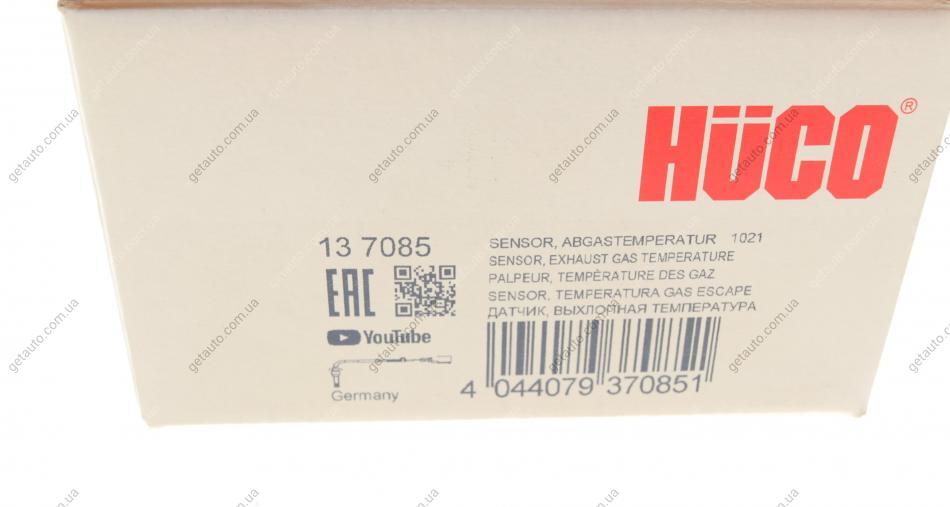 HÜCO®
13 7085
SENSOR, ABGASTEMPERATUR 1021
SENSOR, EXHAUST GAS TEMPERATURE
PALPEUR, TEMPÉRATURE DES GAZ
SENSOR, TEMPERATURA GAS ESCAPE
ДАТЧИК, ВЫХЛОПНАЯ ТЕМПЕРАТУРА
EAC
YouTube
Germany
4 044079 370851
getauto.com.ua